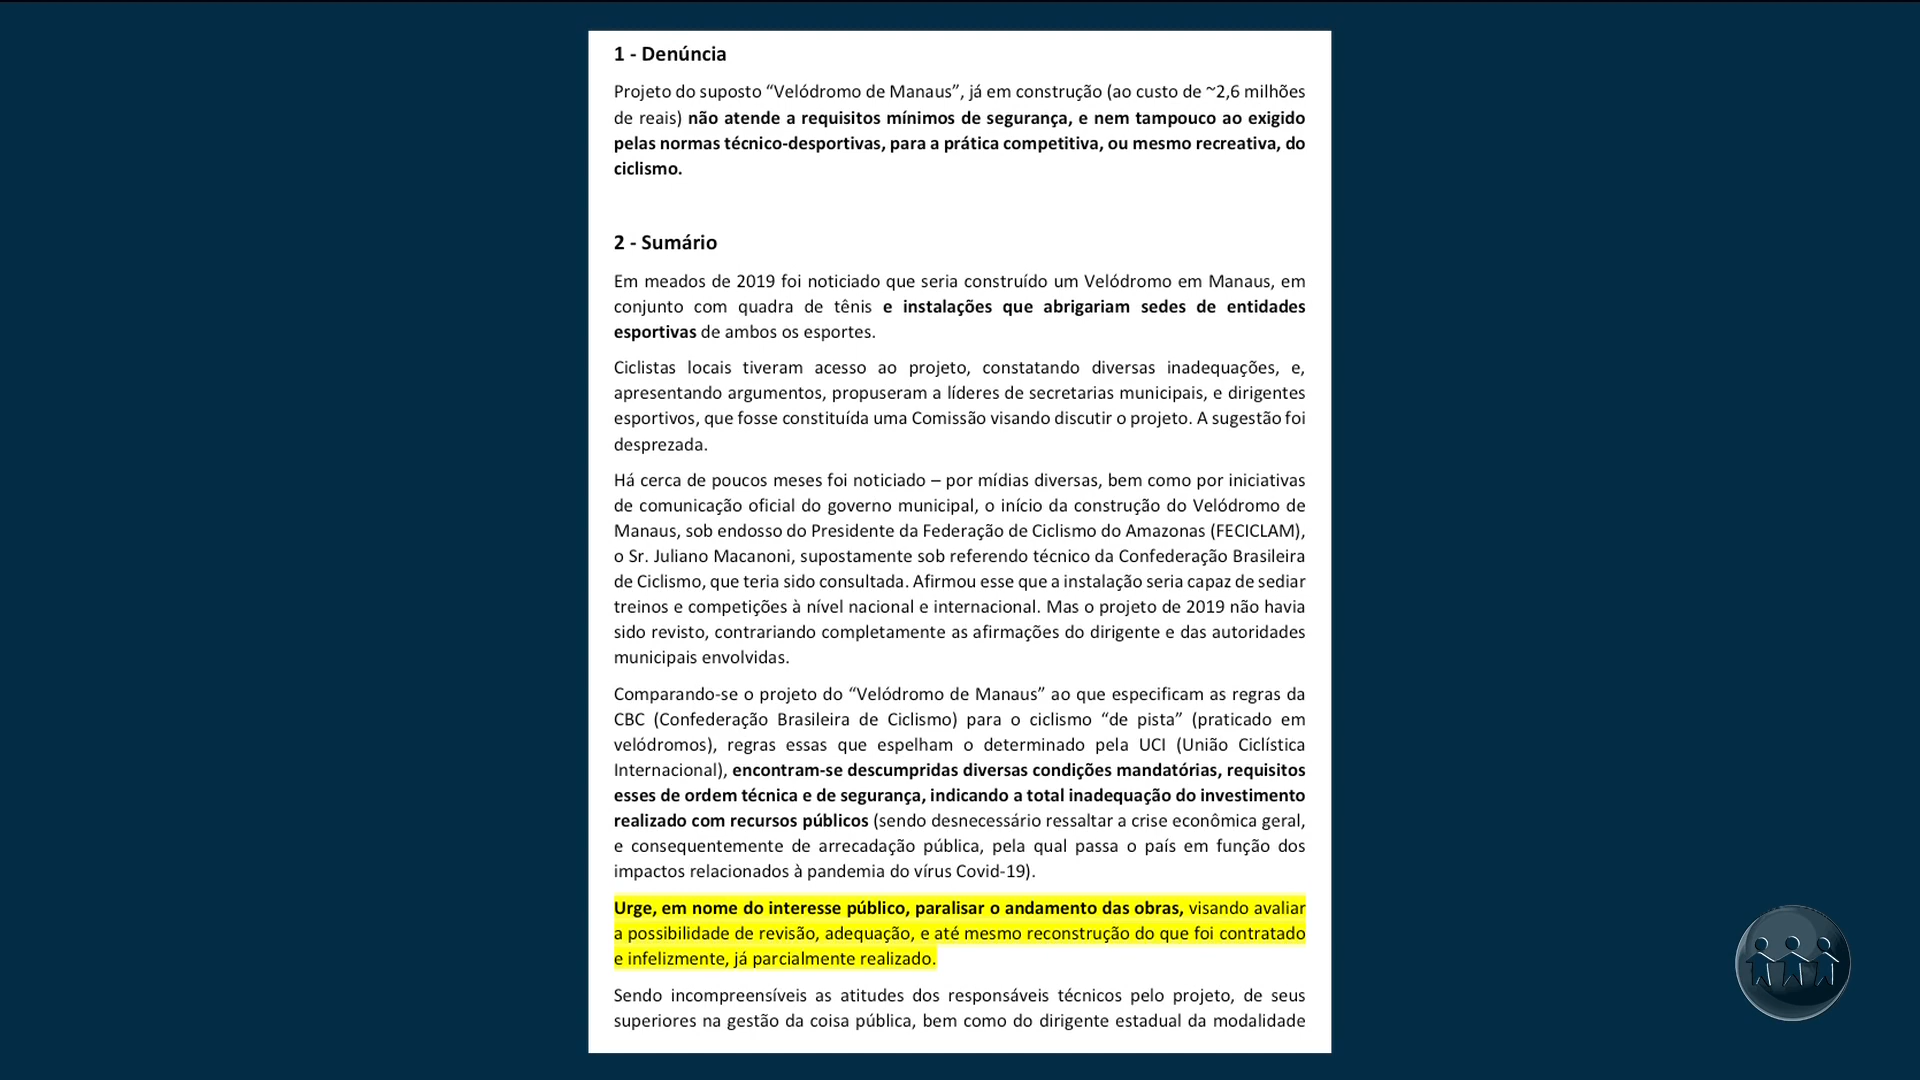 1 - Denúncia
Projeto do suposto “Velódromo de Manaus”, já em construção (ao custo de ~2,6 milhões
de reais) não atende a requisitos mínimos de segurança, e nem tampouco ao exigido
pelas normas técnico-desportivas, para a prática competitiva, ou mesmo recreativa, do
ciclismo.
2 - Sumário
Em meados de 2019 foi noticiado que seria construído um Velódromo em Manaus, em
conjunto com quadra de tênis e instalações que abrigariam sedes de entidades
esportivas de ambos os esportes.
Ciclistas locais tiveram acesso ao projeto, constatando diversas inadequações, e,
apresentando argumentos, propuseram a líderes de secretarias municipais, e dirigentes
esportivos, que fosse constituída uma Comissão visando discutir o projeto. A sugestão foi
desprezada.
Há cerca de poucos meses foi noticiado – por mídias diversas, bem como por iniciativas
de comunicação oficial do governo municipal, o início da construção do Velódromo de
Manaus, sob endosso do Presidente da Federação de Ciclismo do Amazonas (FECICLAM),
o Sr. Juliano Macanoni, supostamente sob referendo técnico da Confederação Brasileira
de Ciclismo, que teria sido consultada. Afirmou esse que a instalação seria capaz de sediar
treinos e competições à nível nacional e internacional. Mas o projeto de 2019 não havia
sido revisto, contrariando completamente as afirmações do dirigente e das autoridades
municipais envolvidas.
Comparando-se o projeto do “Velódromo de Manaus” ao que especificam as regras da
CBC (Confederação Brasileira de Ciclismo) para o ciclismo “de pista” (praticado em
velódromos), regras essas que espelham o determinado pela UCI (União Ciclística
Internacional), encontram-se descumpridas diversas condições mandatórias, requisitos
esses de ordem técnica e de segurança, indicando a total inadequação do investimento
realizado com recursos públicos (sendo desnecessário ressaltar a crise econômica geral,
e consequentemente de arrecadação pública, pela qual passa o país em função dos
impactos relacionados à pandemia do vírus Covid-19).
Urge, em nome do interesse público, paralisar o andamento das obras, visando avaliar
a possibilidade de revisão, adequação, e até mesmo reconstrução do que foi contratado
e infelizmente, já parcialmente realizado.
Sendo incompreensíveis as atitudes dos responsáveis técnicos pelo projeto, de seus
superiores na gestão da coisa pública, bem como do dirigente estadual da modalidade